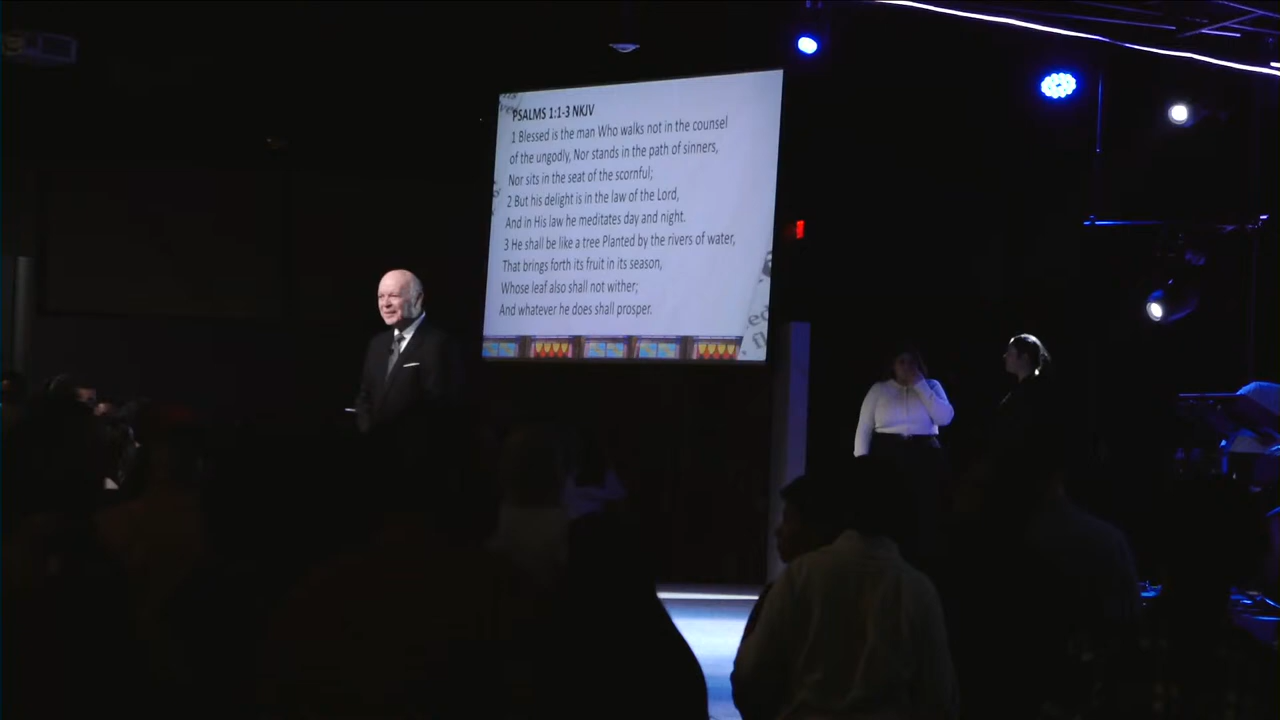 PSALMS 1:1-3 NKJV
1 Blessed is the man Who walks not in the counsel
of the ungodly, Nor stands in the path of sinners,
Nor sits in the seat of the scornful;
2 But his delight is in the law of the Lord,
And in His law he meditates day and night.
3 He shall be like a tree Planted by the rivers of water,
That brings forth its fruit in its season,
Whose leaf also shall not wither;
And whatever he does shall prosper.